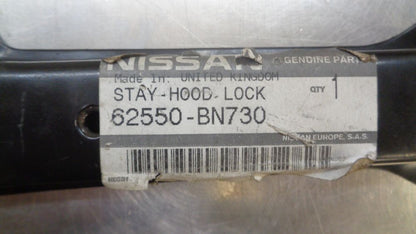 NISSAN GENUINE PARTS
Made in: UNITED KINGDOM
STAY-HOOD LOCK QTY 1
62550-BN730
NISSAN EUROPE, S.A.S.